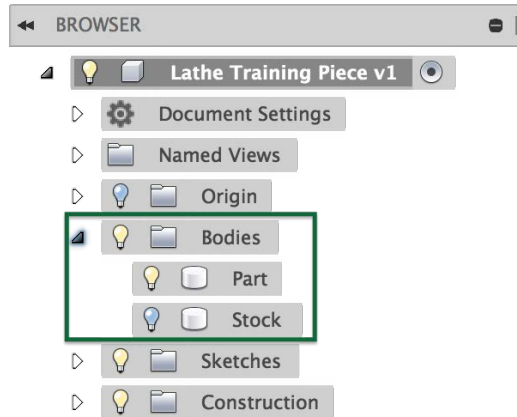 BROWSER
Lathe Training Piece v1
Document Settings
Named Views
Origin
Bodies
Part
Stock
Sketches
Construction